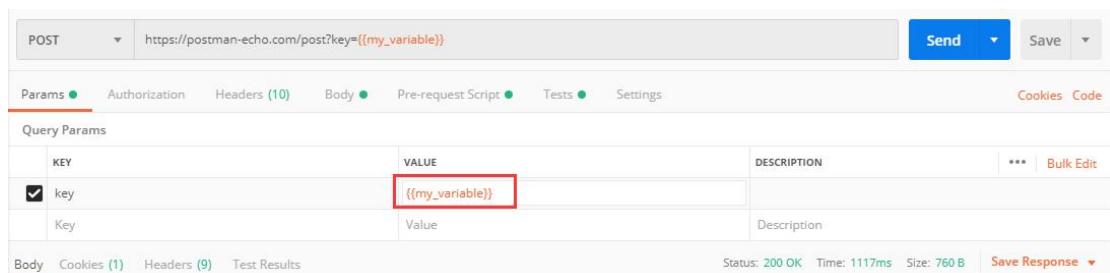 POST https://postman-echo.com/post?key={{my_variable}} Send Save
Params Authorization Headers (10) Body Pre-request Script Tests Settings Cookies Code
Query Params
KEY VALUE DESCRIPTION ••• Bulk Edit
key {{my_variable}}
Key Value Description
Body Cookies (1) Headers (9) Test Results Status: 200 OK Time: 1117ms Size: 760 B Save Response